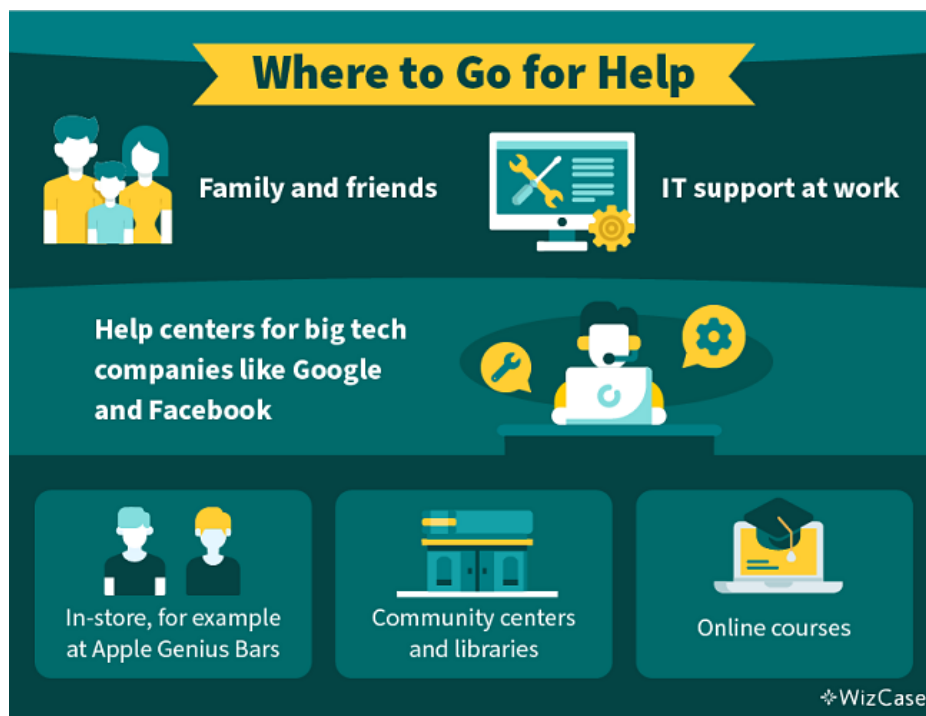 Where to Go for Help
Family and friends
IT support at work
Help centers for big tech
companies like Google
and Facebook
In-store, for example
at Apple Genius Bars
Community centers
and libraries
Online courses
WizCase